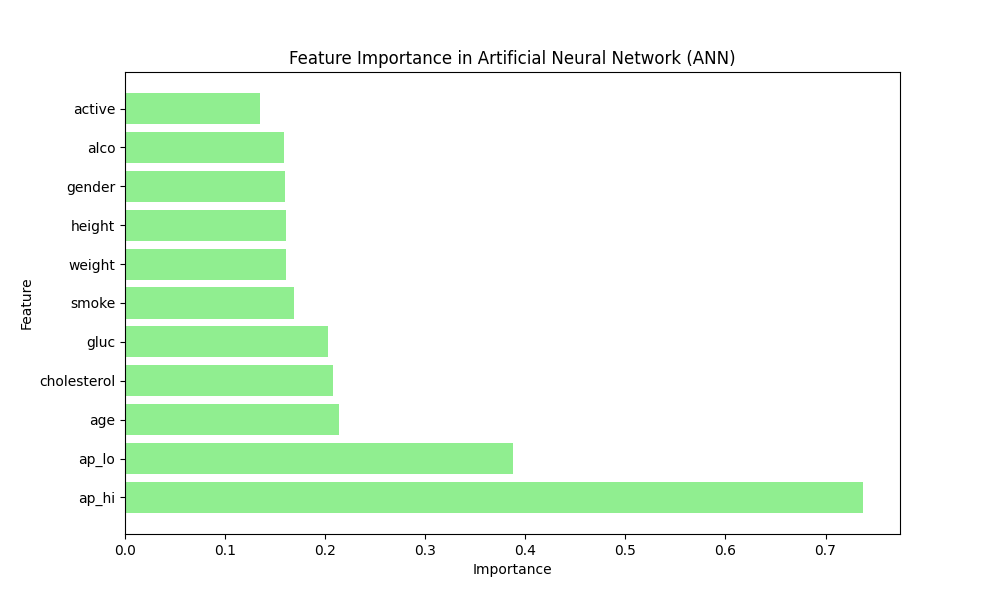 Feature Importance in Artificial Neural Network (ANN)
active
alco
gender
height
weight
smoke
gluc
cholesterol
age
ap_lo
ap_hi
Feature
0.0 0.1 0.2 0.3 0.4 0.5 0.6 0.7
Importance